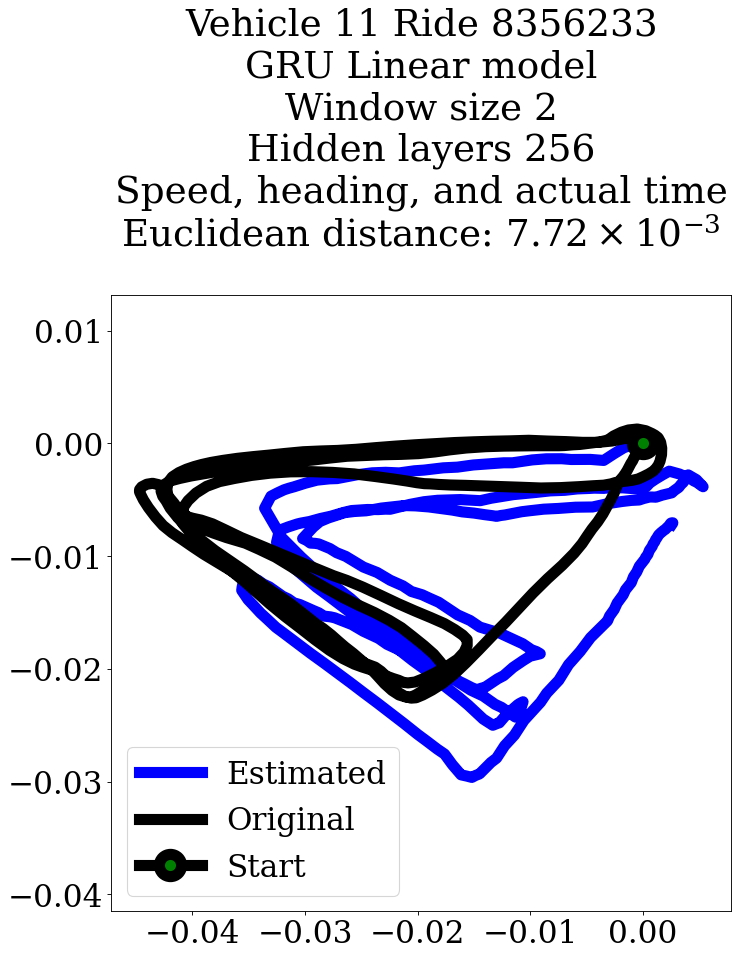 Vehicle 11 Ride 8356233
GRU Linear model
Window size 2
Hidden layers 256
Speed, heading, and actual time
Euclidean distance: 7.72 × 10⁻³
0.01
0.00
−0.01
−0.02
−0.03
−0.04
Estimated
Original
Start
−0.04 −0.03 −0.02 −0.01 0.00